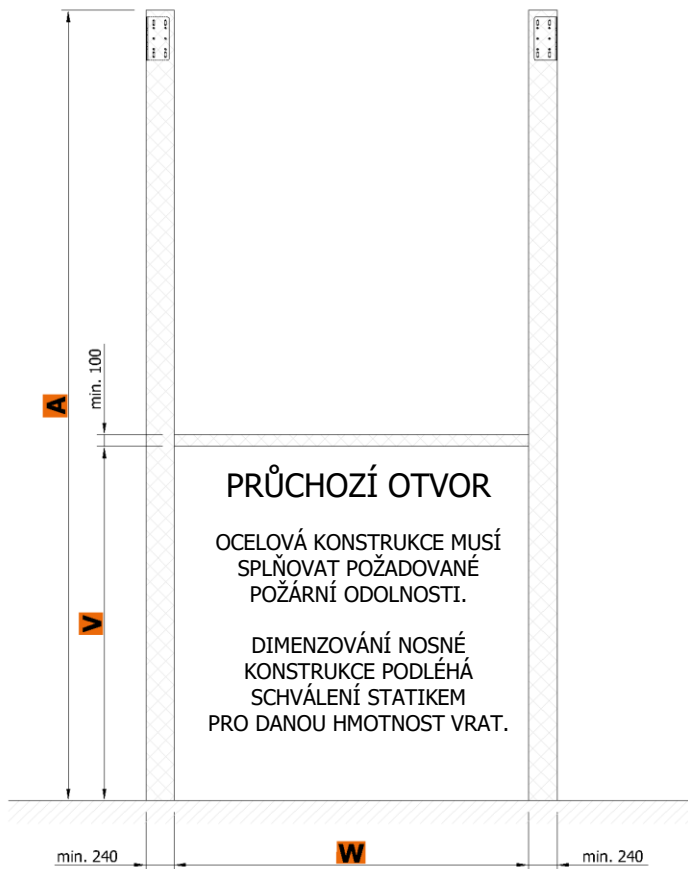 A
min. 100
V
PRŮCHOZÍ OTVOR
OCELOVÁ KONSTRUKCE MUSÍ
SPLŇOVAT POŽADOVANÉ
POŽÁRNÍ ODOLNOSTI.
DIMENZOVÁNÍ NOSNÉ
KONSTRUKCE PODLÉHÁ
SCHVÁLENÍ STATIKEM
PRO DANOU HMOTNOST VRAT.
min. 240
W
min. 240